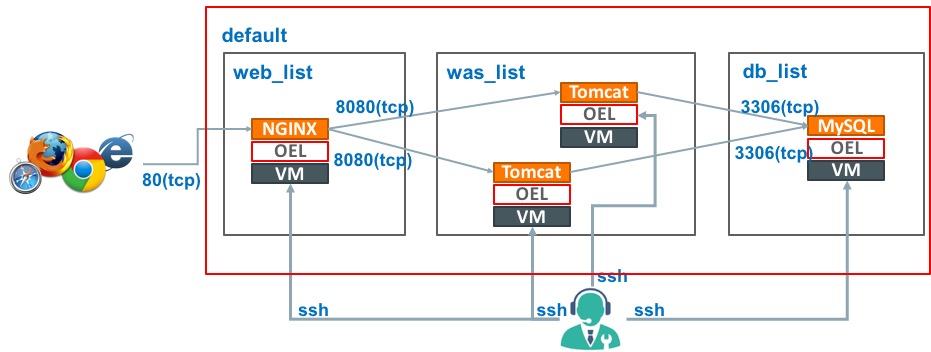 default
web_list
was_list
db_list
80(tcp)
NGINX
OEL
VM
8080(tcp)
8080(tcp)
Tomcat
OEL
VM
Tomcat
OEL
VM
3306(tcp)
3306(tcp)
MySQL
OEL
VM
ssh
ssh
ssh
ssh